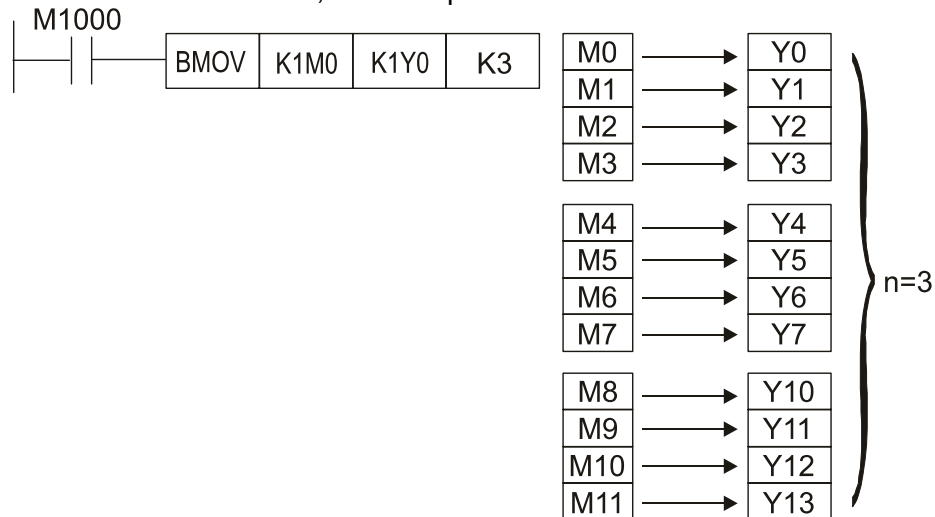 M1000
BMOV K1M0 K1Y0 K3
M0 Y0
M1 Y1
M2 Y2
M3 Y3
M4 Y4
M5 Y5
M6 Y6
M7 Y7
n=3
M8 Y10
M9 Y11
M10 Y12
M11 Y13